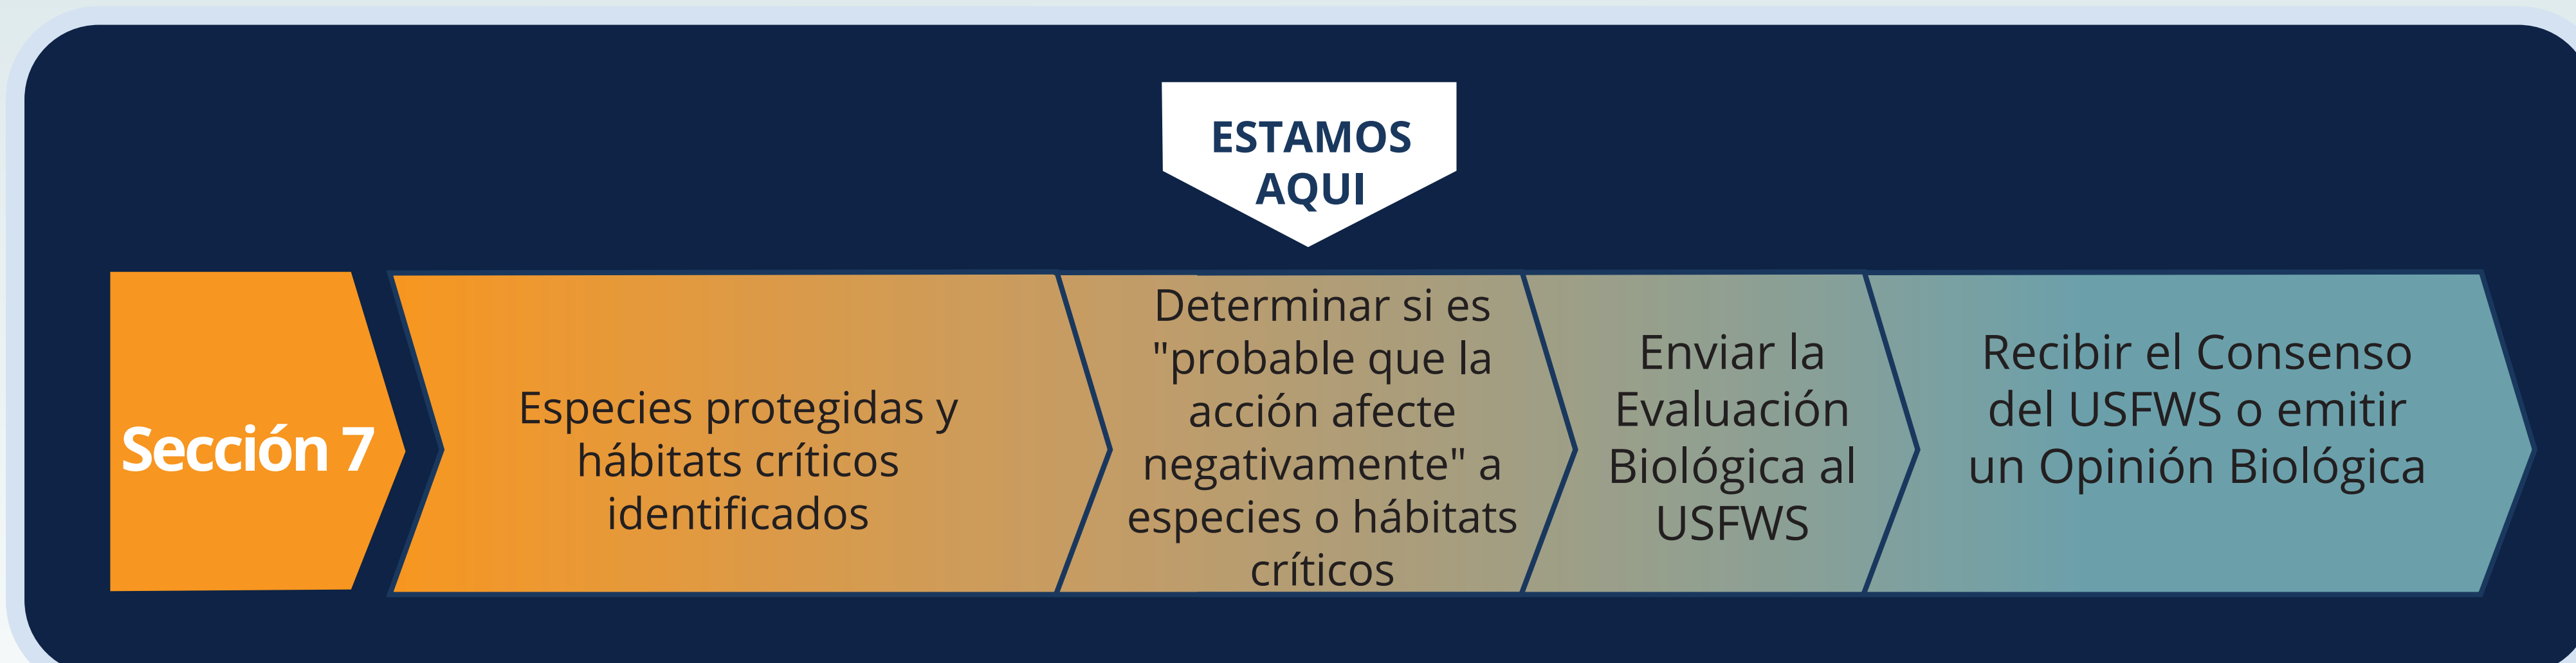 ESTAMOS
AQUI
Sección 7
Especies protegidas y
hábitats críticos
identificados
Determinar si es
"probable que la
acción afecte
negativamente" a
especies o hábitats
críticos
Enviar la
Evaluación
Biológica al
USFWS
Recibir el Consenso
del USFWS o emitir
un Opinión Biológica